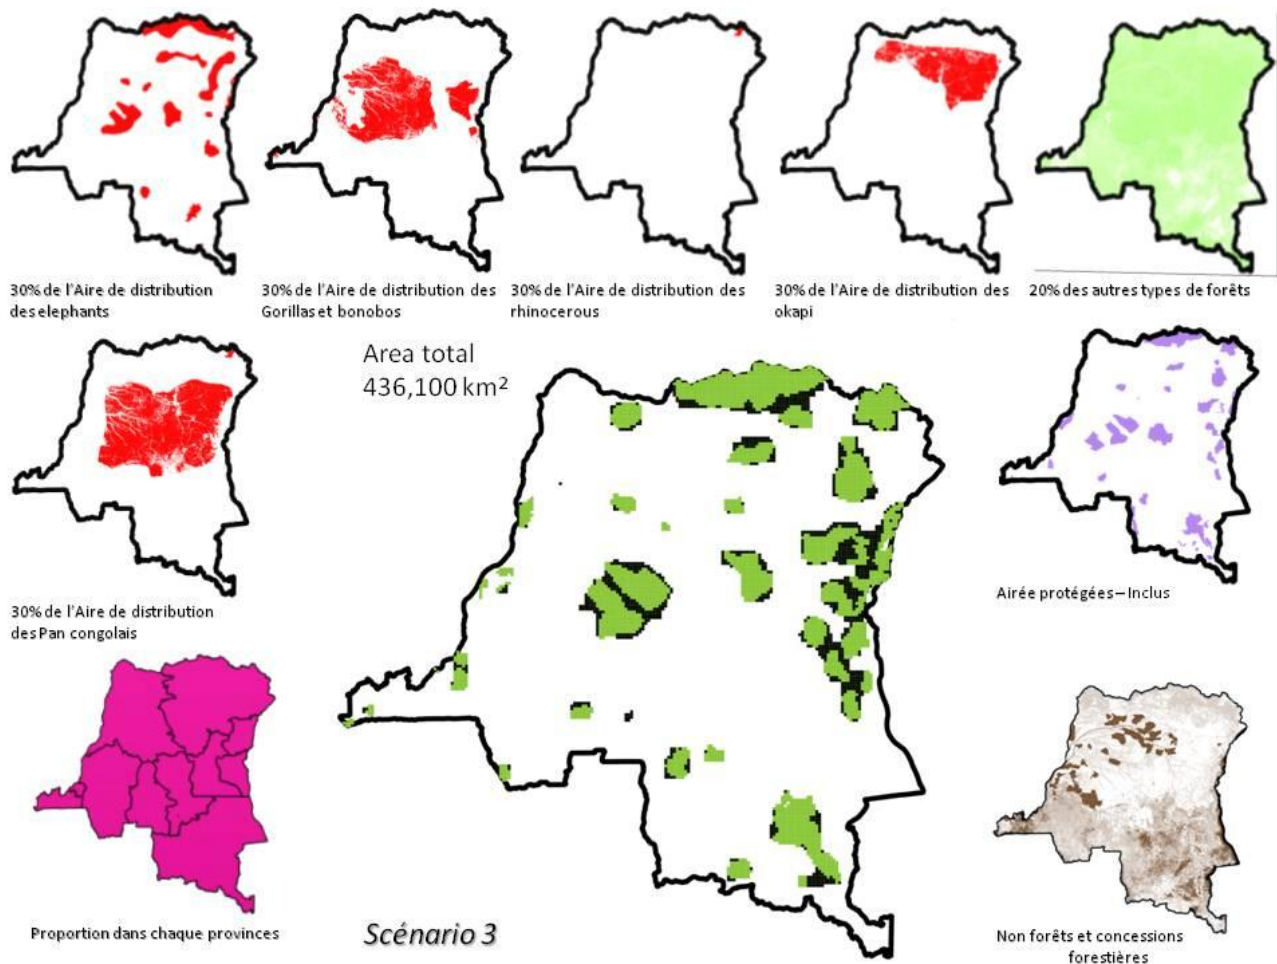 30% de l'Aire de distribution
des elephants
30% de l'Aire de distribution des
Gorillas et bonobos
30% de l'Aire de distribution des
rhinocerous
30% de l'Aire de distribution des
okapi
20% des autres types de forêts
Area total
436,100 km²
30% de l'Aire de distribution
des Pan congolais
Airée protégées – Inclus
Proportion dans chaque provinces
Scénario 3
Non forêts et concessions
forestières